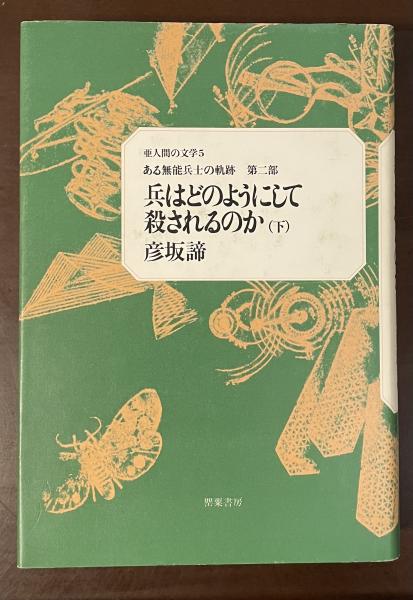 亜人間の文学5
ある無能兵士の軌跡　第二部
兵はどのようにして
殺されるのか(下)
彦坂諦
罌粟書房